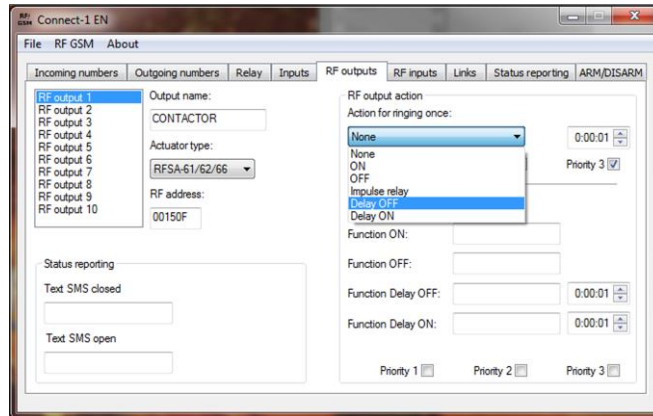 RF GSM Connect-1 EN
File RF GSM About
Incoming numbers Outgoing numbers Relay Inputs RF outputs RF inputs Links Status reporting ARM/DISARM
RF output 1
RF output 2
RF output 3
RF output 4
RF output 5
RF output 6
RF output 7
RF output 8
RF output 9
RF output 10
Output name:
CONTACTOR
Actuator type:
RFSA-61/62/66
RF address:
00150F
Status reporting
Text SMS closed
Text SMS open
RF output action
Action for ringing once:
None 0:00:01
None
ON
OFF
Impulse relay
Delay OFF
Delay ON
Priority 3
Function ON:
Function OFF:
Function Delay OFF: 0:00:01
Function Delay ON: 0:00:01
Priority 1 Priority 2 Priority 3